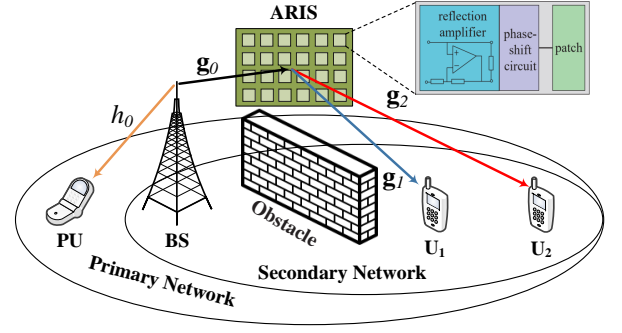 ARIS
reflection
amplifier
phase-
shift
circuit
patch
g0
g2
h0
g1
Obstacle
PU
BS
U1
U2
Secondary Network
Primary Network